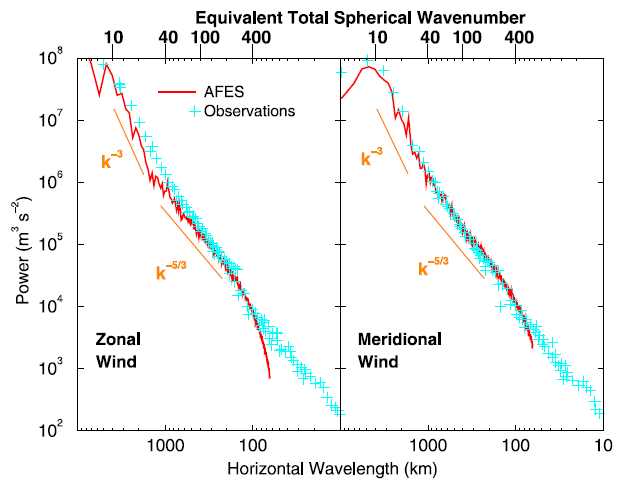 Equivalent Total Spherical Wavenumber
10 40 100 400 10 40 100 400
10⁸
10⁷
10⁶
10⁵
10⁴
10³
10²
Power (m³ s⁻²)
AFES
Observations
k⁻³
k⁻⁵/³
Zonal
Wind
k⁻³
k⁻⁵/³
Meridional
Wind
1000 100 1000 100 10
Horizontal Wavelength (km)